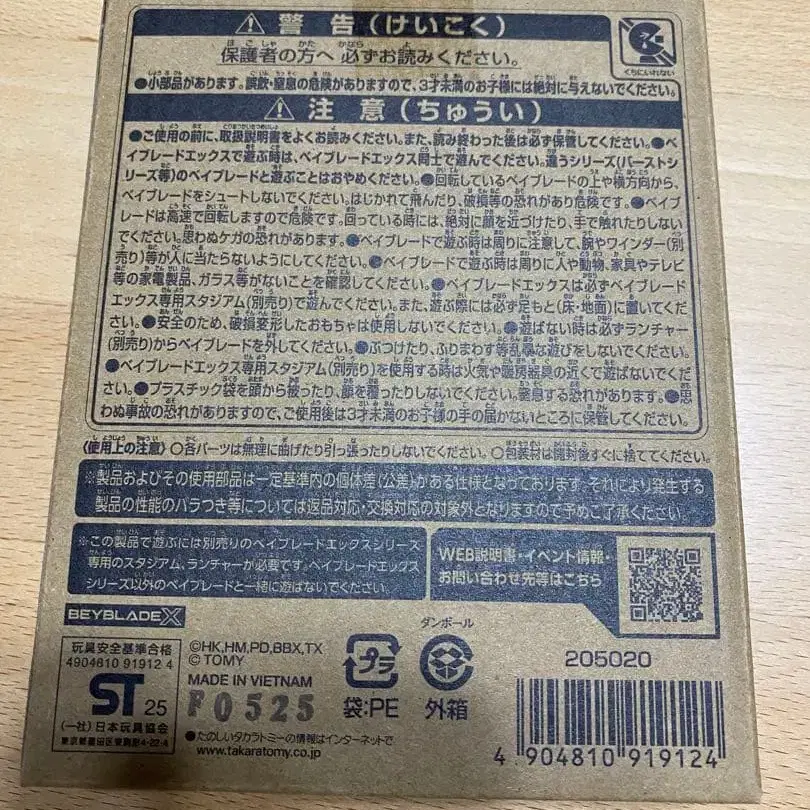 警告(けいこく)
保護者の方へ 必ずお読みください。
くちにいれない
●小部品があります。誤飲・窒息の危険がありますので、3才未満のお子様には絶対に与えないでください。
注意(ちゅうい)
●ご使用の前に、取扱説明書をよくお読みください。また、読み終わった後は必ず保管してください。●ベ
イブレードエックスで遊ぶ時は、ベイブレードエックス同士で遊んでください。違うシリーズ(バーストシ
リーズ等)のベイブレードと遊ぶことはおやめください。●回転しているベイブレードの上や横方向から、
ベイブレードをシュートしないでください。はじかれて飛んだり、破損等の恐れがあり危険です。●ベイブ
レードは高速で回転しますので危険です。回っている時には、絶対に顔を近づけたり、手で触れたりしない
でください。思わぬケガの恐れがあります。●ベイブレードで遊ぶ時は周りに注意して、腕やワインダー(別
売り)等が人に当たらないようにしてください。●ベイブレードで遊ぶ時は周りに人や動物、家具やテレビ
等の家電製品、ガラス等がないことを確認してください。●ベイブレードエックスは必ずベイブレード
エックス専用スタジアム(別売り)で遊んでください。また、遊ぶ際には必ず足もと(床・地面)に置いてくだ
さい。●安全のため、破損変形したおもちゃは使用しないでください。●遊ばない時は必ずランチャー
(別売り)からベイブレードを外してください。●ぶつけたり、ふりまわす等乱暴な遊びをしないでください。
●ベイブレードエックス専用スタジアム(別売り)を使用する時は火気や暖房器具の近くで遊ばないでくだ
さい。●プラスチック袋を頭から被ったり、顔を覆ったりしないでください。窒息する恐れがあります。●思
わぬ事故の恐れがありますので、ご使用後は3才未満のお子様の手の届かないところに保管してください。
〈使用上の注意〉 ○各パーツは無理に曲げたり引っ張ったりしないでください。 ○包装材は開封後すぐに捨ててください。
※製品およびその使用部品は一定基準内の個体差(公差)がある仕様となっております。それにより発生する
製品の性能のバラつき等については返品対応・交換対応の対象外となりますので予めご了承ください。
※この製品で遊ぶには別売りのベイブレードエックスシリーズ
専用のスタジアム、ランチャーが必要です。ベイブレードエックス
シリーズ以外のベイブレードと一緒に遊ばないでください。
WEB説明書・イベント情報・
お問い合わせ先等はこちら
BEYBLADE X
玩具安全基準合格
4904810 91912 4
ST 25
(一社)日本玩具協会
東京都墨田区東駒形4-22-4
©HK,HM,PD,BBX,TX
© TOMY
MADE IN VIETNAM
F0525
●たのしいタカラトミーの情報はインターネットで
www.takaratomy.co.jp
プラ
袋:PE
ダンボール
外箱
205020
4 904810 919124